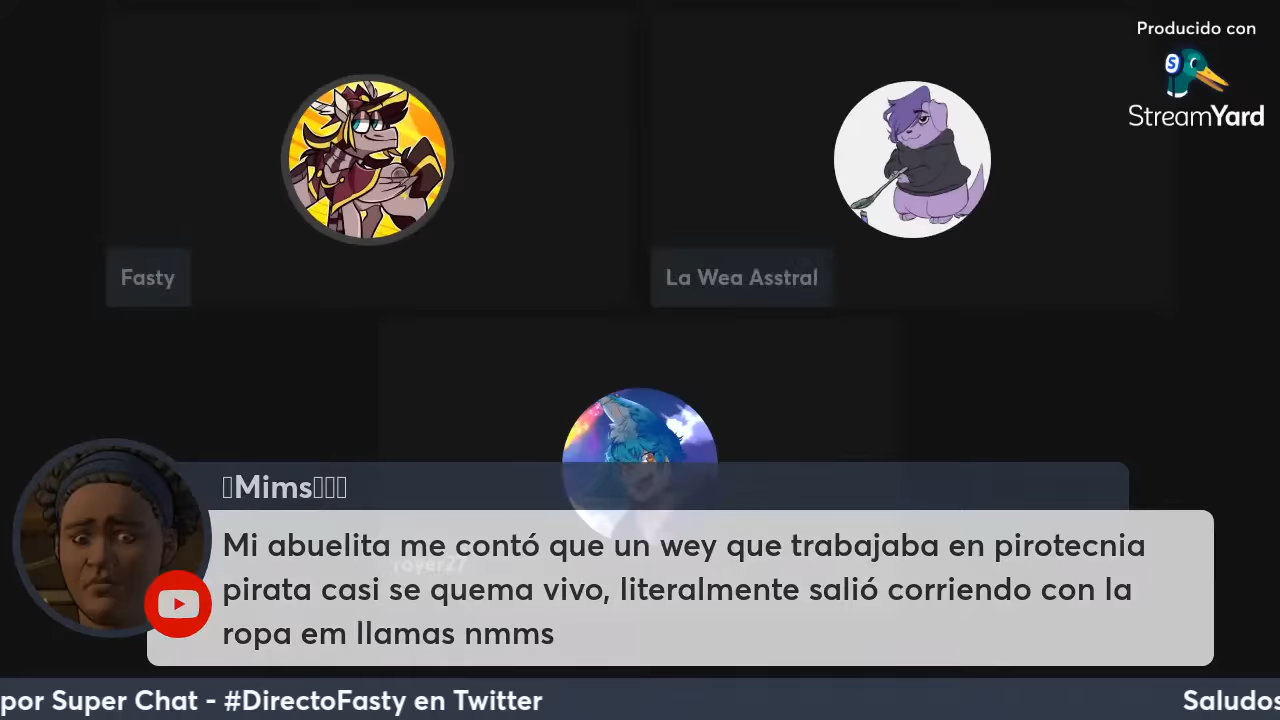 Producido con
StreamYard
Fasty
La Wea Asstral
Mims
Mi abuelita me contó que un wey que trabajaba en pirotecnia
pirata casi se quema vivo, literalmente salió corriendo con la
ropa em llamas nmms
por Super Chat - #DirectoFasty en Twitter
Saludos